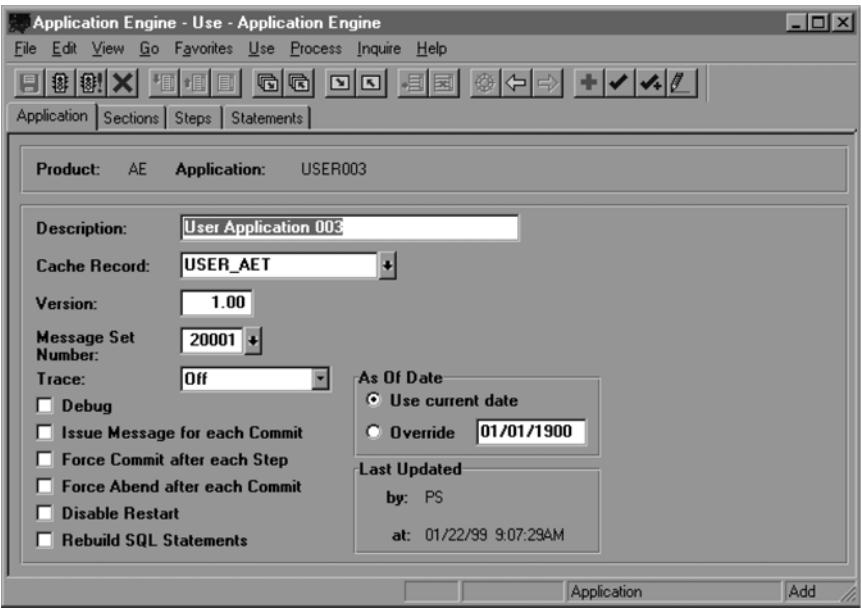 Application Engine - Use - Application Engine
File Edit View Go Favorites Use Process Inquire Help
Application Sections Steps Statements
Product: AE Application: USER003
Description: User Application 003
Cache Record: USER_AET
Version: 1.00
Message Set Number: 20001
Trace: Off
Debug
Issue Message for each Commit
Force Commit after each Step
Force Abend after each Commit
Disable Restart
Rebuild SQL Statements
As Of Date
Use current date
Override 01/01/1900
Last Updated
by: PS
at: 01/22/99 9:07:29AM
Application Add